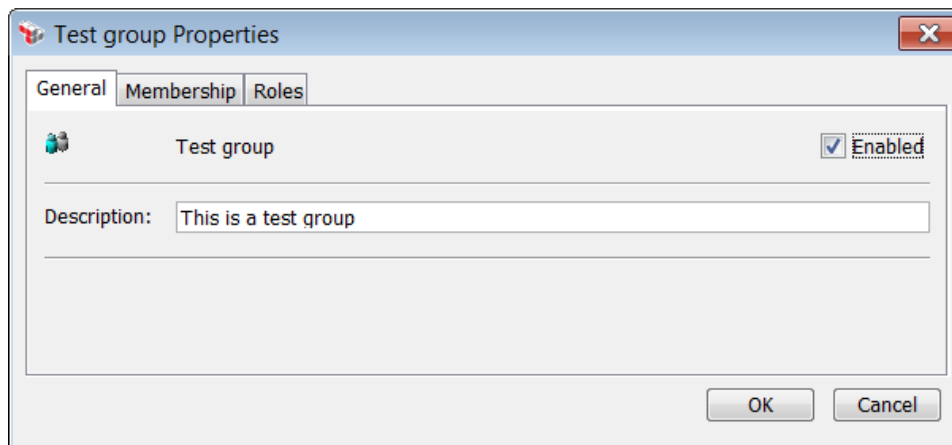 Test group Properties
General Membership Roles
Test group Enabled
Description: This is a test group
OK Cancel